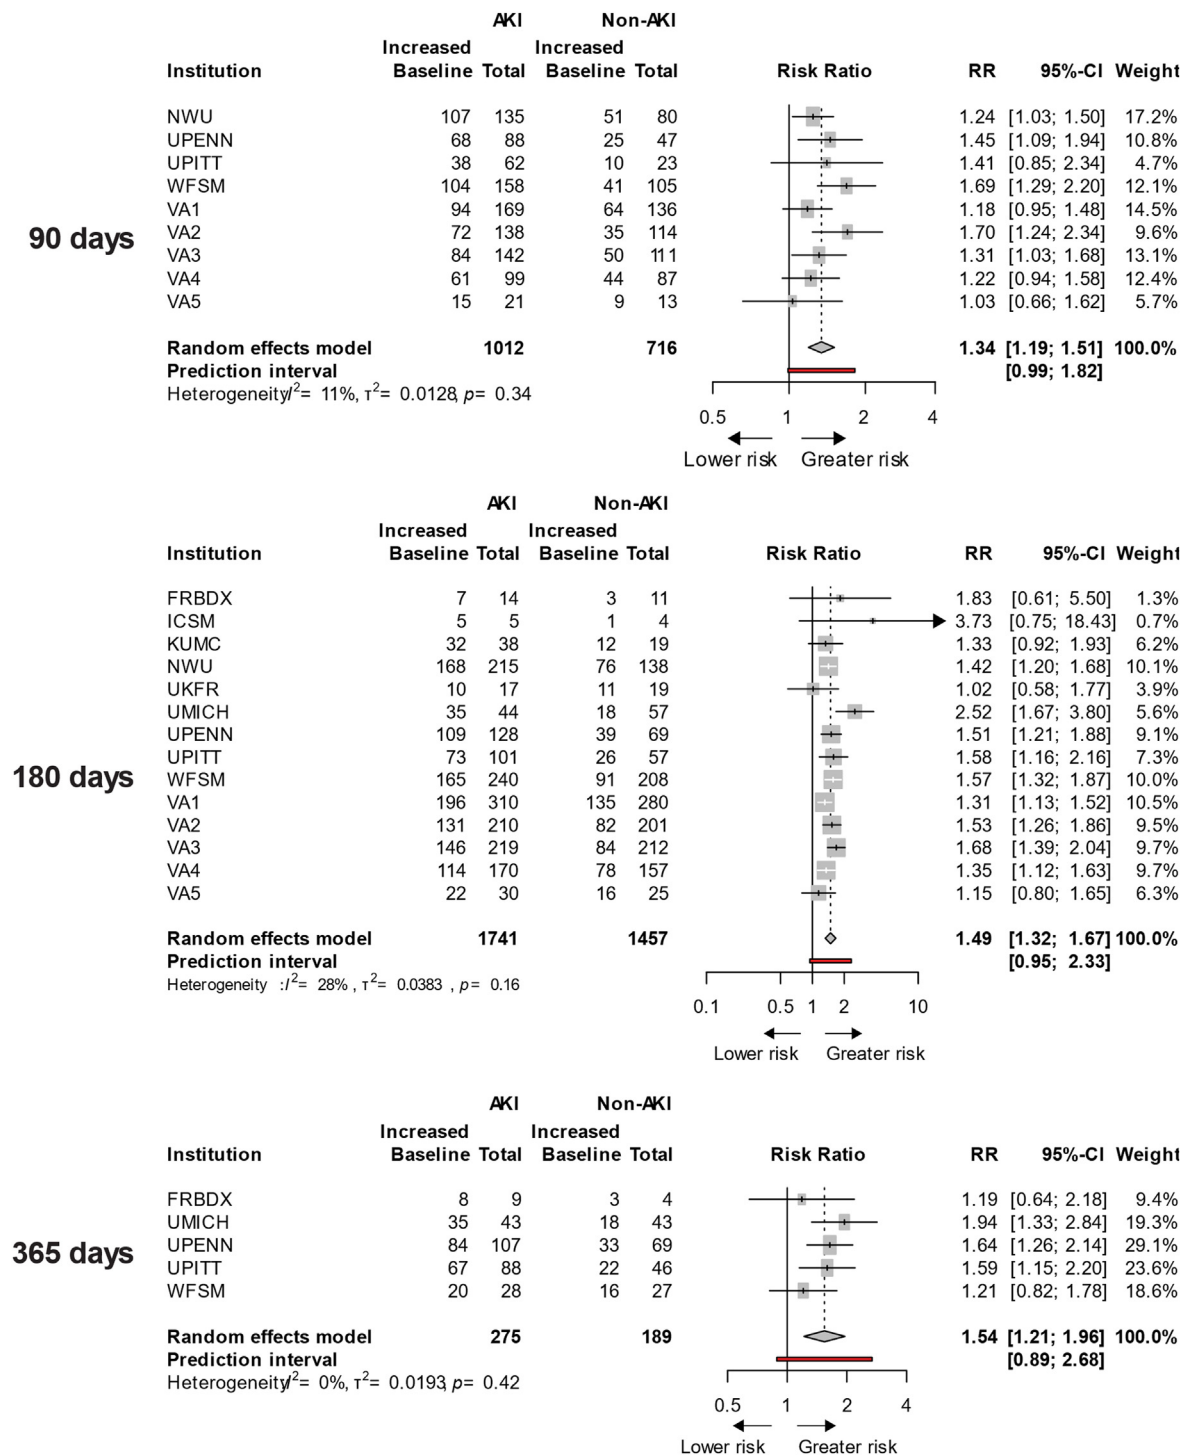 AKI Non-AKI
Increased Increased
Institution Baseline Total Baseline Total Risk Ratio RR 95%-CI Weight
NWU 107 135 51 80 1.24 [1.03; 1.50] 17.2%
UPENN 68 88 25 47 1.45 [1.09; 1.94] 10.8%
UPITT 38 62 10 23 1.41 [0.85; 2.34] 4.7%
WFSM 104 158 41 105 1.69 [1.29; 2.20] 12.1%
VA1 94 169 64 136 1.18 [0.95; 1.48] 14.5%
90 days VA2 72 138 35 114 1.70 [1.24; 2.34] 9.6%
VA3 84 142 50 111 1.31 [1.03; 1.68] 13.1%
VA4 61 99 44 87 1.22 [0.94; 1.58] 12.4%
VA5 15 21 9 13 1.03 [0.66; 1.62] 5.7%
Random effects model 1012 716 1.34 [1.19; 1.51] 100.0%
Prediction interval [0.99; 1.82]
Heterogeneity I²= 11%, τ²= 0.0128, p= 0.34
0.5 1 2 4
Lower risk Greater risk
AKI Non-AKI
Increased Increased
Institution Baseline Total Baseline Total Risk Ratio RR 95%-CI Weight
FRBDX 7 14 3 11 1.83 [0.61; 5.50] 1.3%
ICSM 5 5 1 4 3.73 [0.75; 18.43] 0.7%
KUMC 32 38 12 19 1.33 [0.92; 1.93] 6.2%
NWU 168 215 76 138 1.42 [1.20; 1.68] 10.1%
UKFR 10 17 11 19 1.02 [0.58; 1.77] 3.9%
UMICH 35 44 18 57 2.52 [1.67; 3.80] 5.6%
UPENN 109 128 39 69 1.51 [1.21; 1.88] 9.1%
UPITT 73 101 26 57 1.58 [1.16; 2.16] 7.3%
180 days WFSM 165 240 91 208 1.57 [1.32; 1.87] 10.0%
VA1 196 310 135 280 1.31 [1.13; 1.52] 10.5%
VA2 131 210 82 201 1.53 [1.26; 1.86] 9.5%
VA3 146 219 84 212 1.68 [1.39; 2.04] 9.7%
VA4 114 170 78 157 1.35 [1.12; 1.63] 9.7%
VA5 22 30 16 25 1.15 [0.80; 1.65] 6.3%
Random effects model 1741 1457 1.49 [1.32; 1.67] 100.0%
Prediction interval [0.95; 2.33]
Heterogeneity :I²= 28% , τ²= 0.0383 , p= 0.16
0.1 0.5 1 2 10
Lower risk Greater risk
AKI Non-AKI
Increased Increased
Institution Baseline Total Baseline Total Risk Ratio RR 95%-CI Weight
FRBDX 8 9 3 4 1.19 [0.64; 2.18] 9.4%
UMICH 35 43 18 43 1.94 [1.33; 2.84] 19.3%
365 days UPENN 84 107 33 69 1.64 [1.26; 2.14] 29.1%
UPITT 67 88 22 46 1.59 [1.15; 2.20] 23.6%
WFSM 20 28 16 27 1.21 [0.82; 1.78] 18.6%
Random effects model 275 189 1.54 [1.21; 1.96] 100.0%
Prediction interval [0.89; 2.68]
Heterogeneity I²= 0%, τ²= 0.0193, p= 0.42
0.5 1 2 4
Lower risk Greater risk